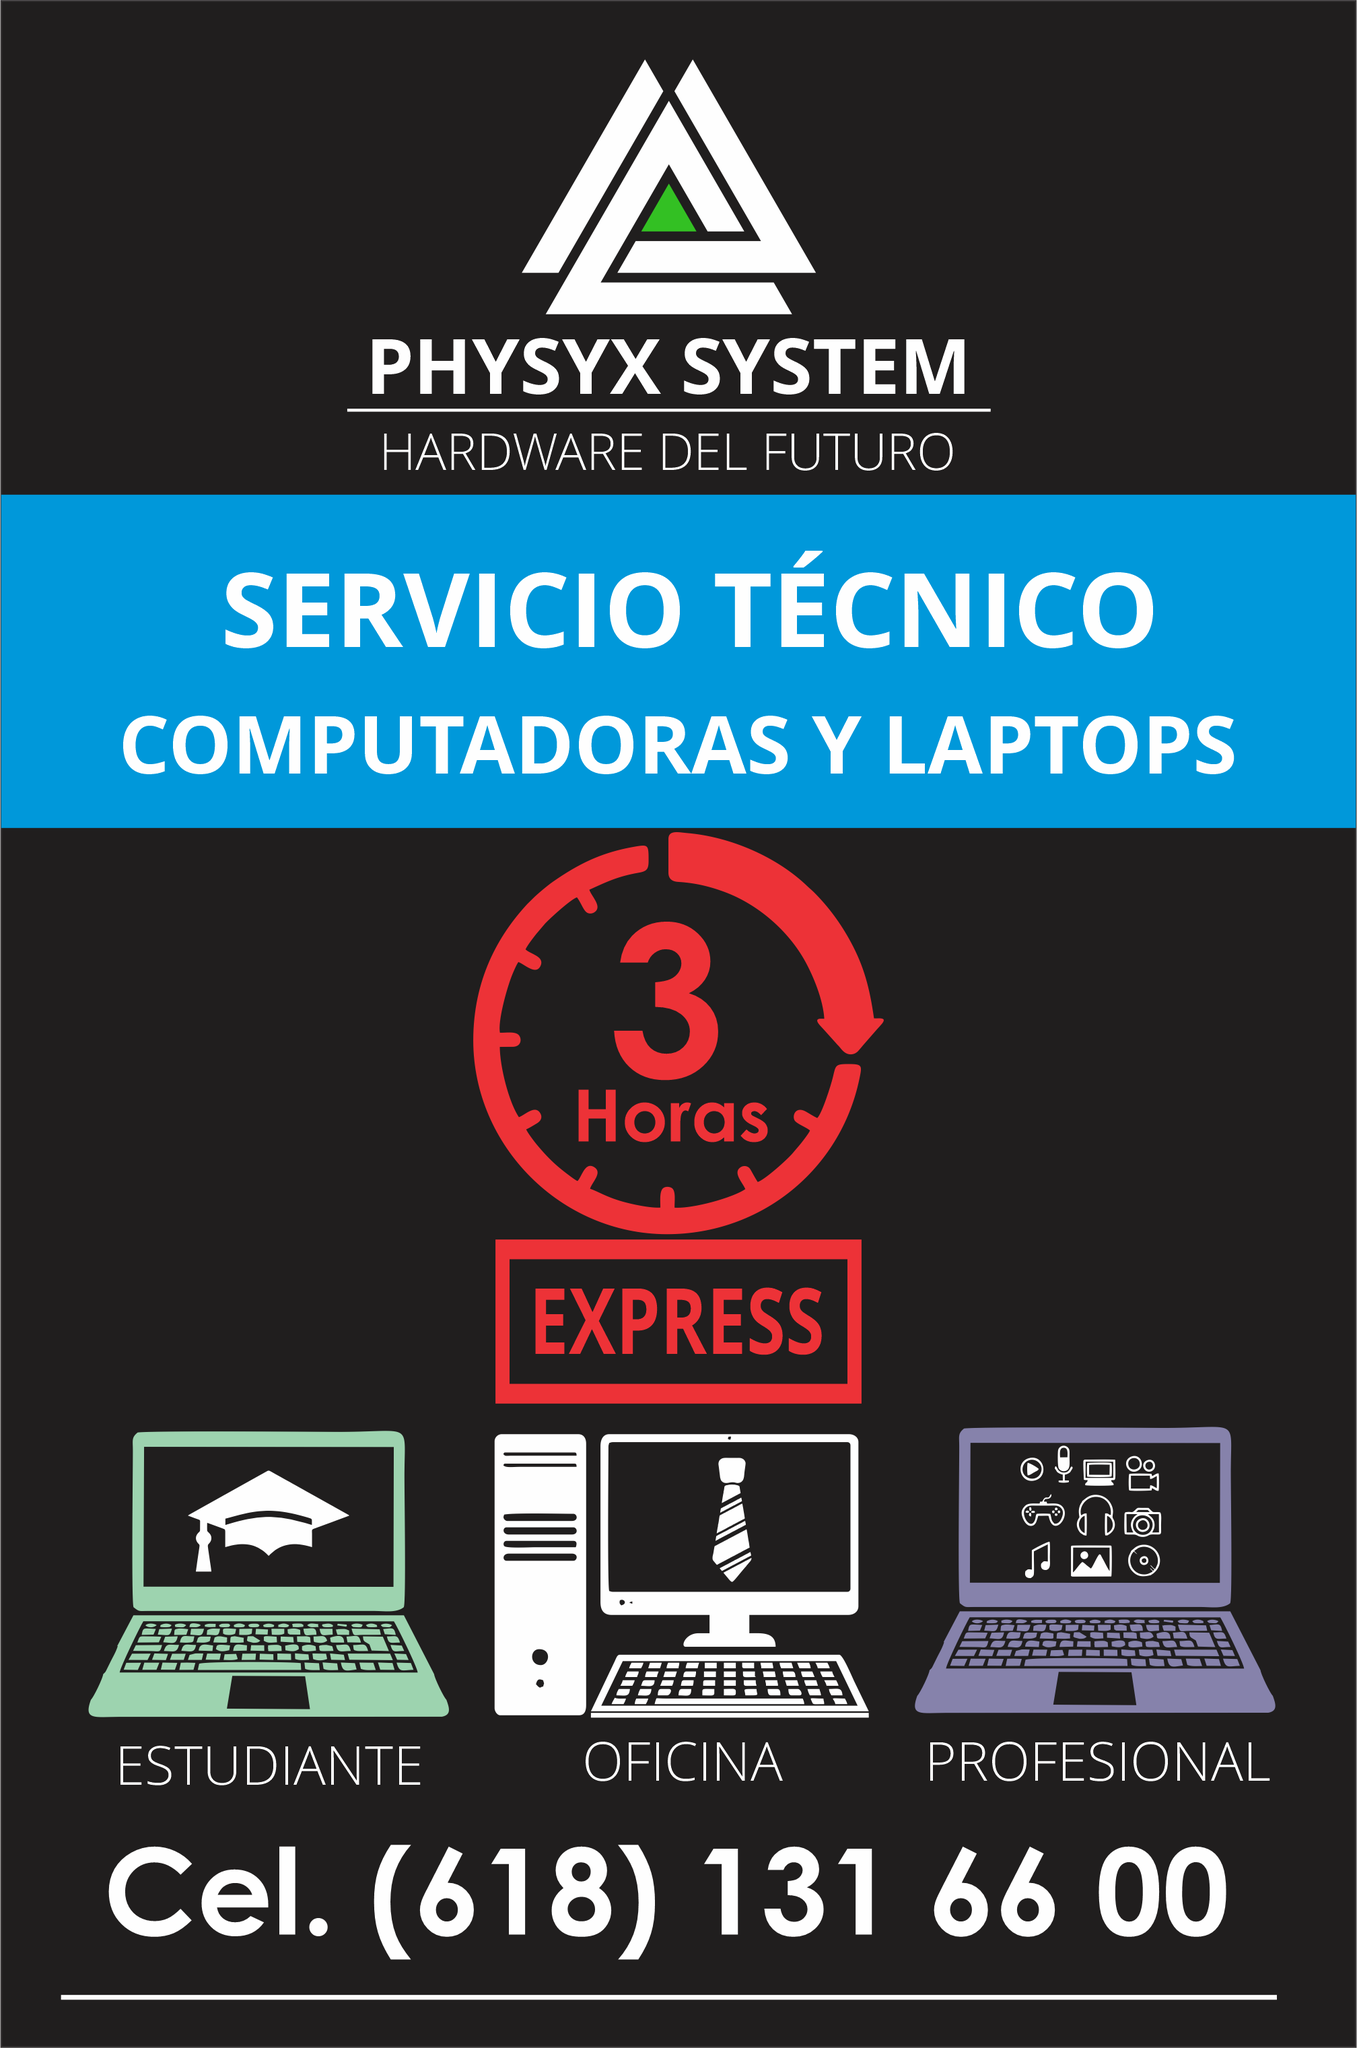 PHYSYX SYSTEM
HARDWARE DEL FUTURO
SERVICIO TÉCNICO
COMPUTADORAS Y LAPTOPS
3
Horas
EXPRESS
ESTUDIANTE
OFICINA
PROFESIONAL
Cel. (618) 131 66 00